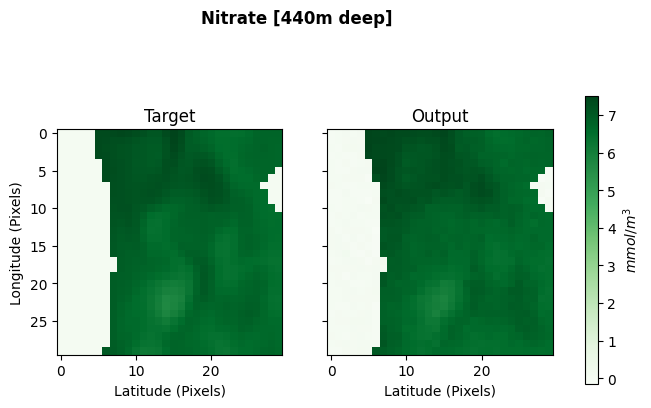 Nitrate [440m deep]
Target
Output
0
5
10
15
20
25
0
10
20
0
10
20
Longitude (Pixels)
Latitude (Pixels)
Latitude (Pixels)
7
6
5
4
3
2
1
0
mmol/m³